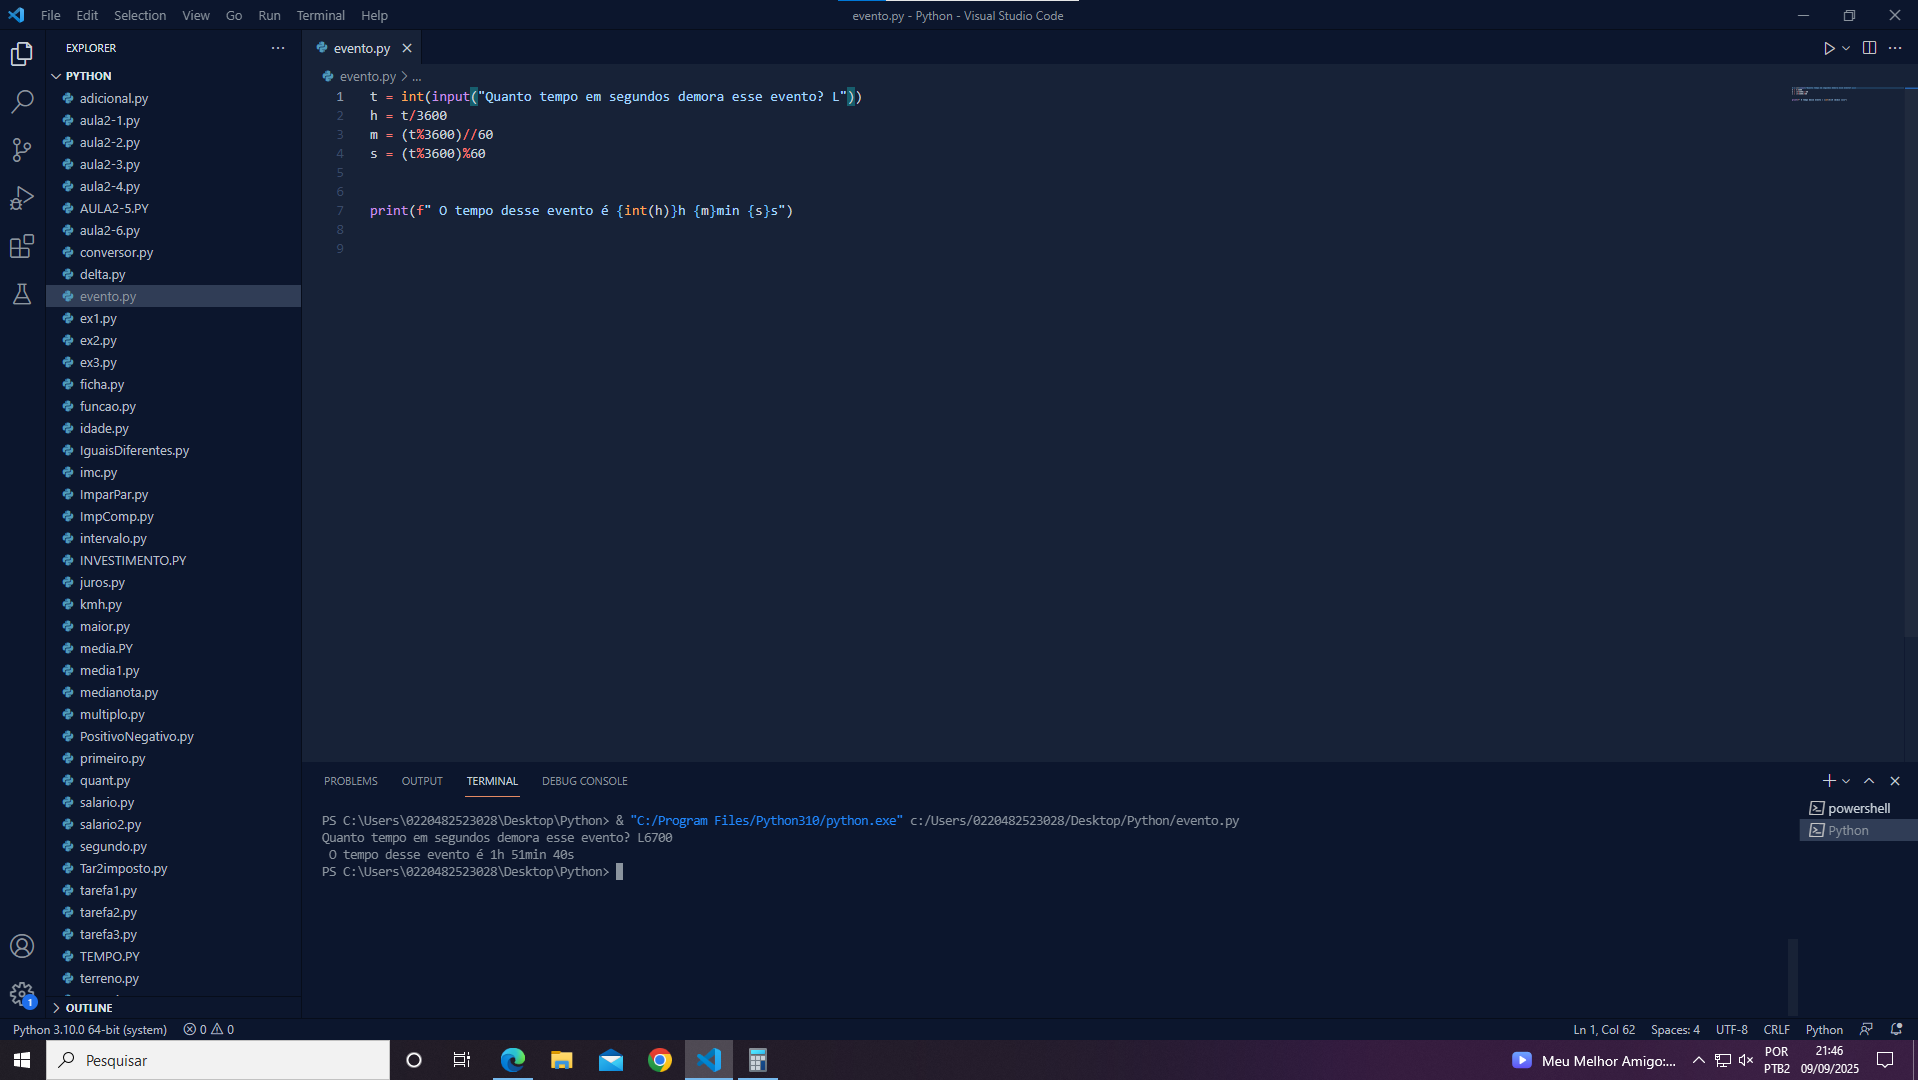 File Edit Selection View Go Run Terminal Help
evento.py - Python - Visual Studio Code
EXPLORER
PYTHON
adicional.py
aula2-1.py
aula2-2.py
aula2-3.py
aula2-4.py
AULA2-5.PY
aula2-6.py
conversor.py
delta.py
evento.py
ex1.py
ex2.py
ex3.py
ficha.py
funcao.py
idade.py
IguaisDiferentes.py
imc.py
ImparPar.py
ImpComp.py
intervalo.py
INVESTIMENTO.PY
juros.py
kmh.py
maior.py
media.PY
media1.py
medianota.py
multiplo.py
PositivoNegativo.py
primeiro.py
quant.py
salario.py
salario2.py
segundo.py
Tar2imposto.py
tarefa1.py
tarefa2.py
tarefa3.py
TEMPO.PY
terreno.py
OUTLINE
evento.py
evento.py > ...
1 t = int(input("Quanto tempo em segundos demora esse evento? L"))
2 h = t/3600
3 m = (t%3600)//60
4 s = (t%3600)%60
5
6
7 print(f" O tempo desse evento é {int(h)}h {m}min {s}s")
8
9
PROBLEMS OUTPUT TERMINAL DEBUG CONSOLE
PS C:\Users\0220482523028\Desktop\Python> & "C:/Program Files/Python310/python.exe" c:/Users/0220482523028/Desktop/Python/evento.py
Quanto tempo em segundos demora esse evento? L6700
O tempo desse evento é 1h 51min 40s
PS C:\Users\0220482523028\Desktop\Python>
powershell
Python
1
Python 3.10.0 64-bit (system) 0 0
Ln 1, Col 62 Spaces: 4 UTF-8 CRLF Python
Pesquisar
Meu Melhor Amigo:...
POR
PTB2
21:46
09/09/2025